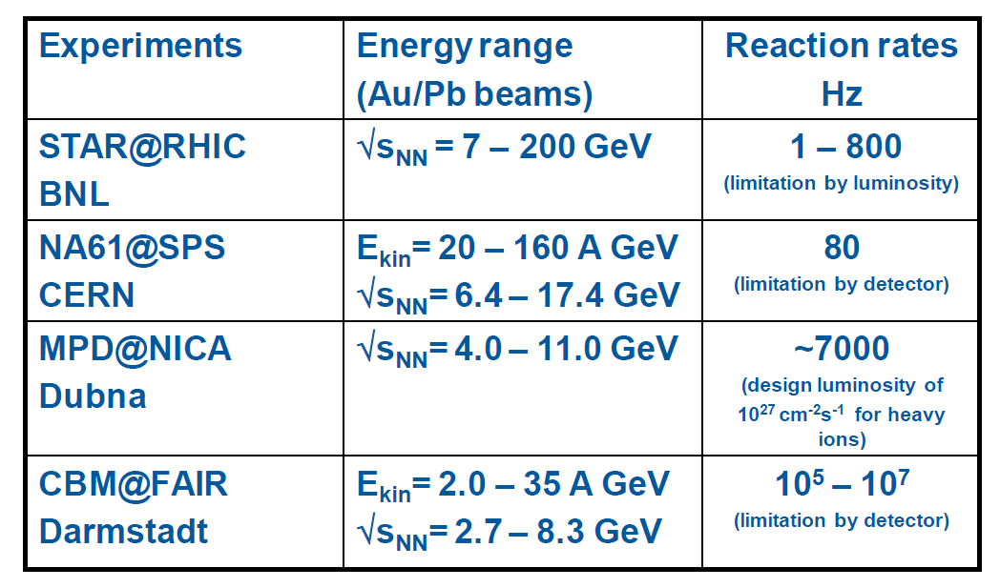 Experiments
Energy range
(Au/Pb beams)
Reaction rates
Hz
STAR@RHIC
BNL
√sNN = 7 – 200 GeV
1 – 800
(limitation by luminosity)
NA61@SPS
CERN
Ekin= 20 – 160 A GeV
√sNN= 6.4 – 17.4 GeV
80
(limitation by detector)
MPD@NICA
Dubna
√sNN= 4.0 – 11.0 GeV
~7000
(design luminosity of
10²⁷ cm⁻²s⁻¹ for heavy
ions)
CBM@FAIR
Darmstadt
Ekin= 2.0 – 35 A GeV
√sNN= 2.7 – 8.3 GeV
10⁵ – 10⁷
(limitation by detector)